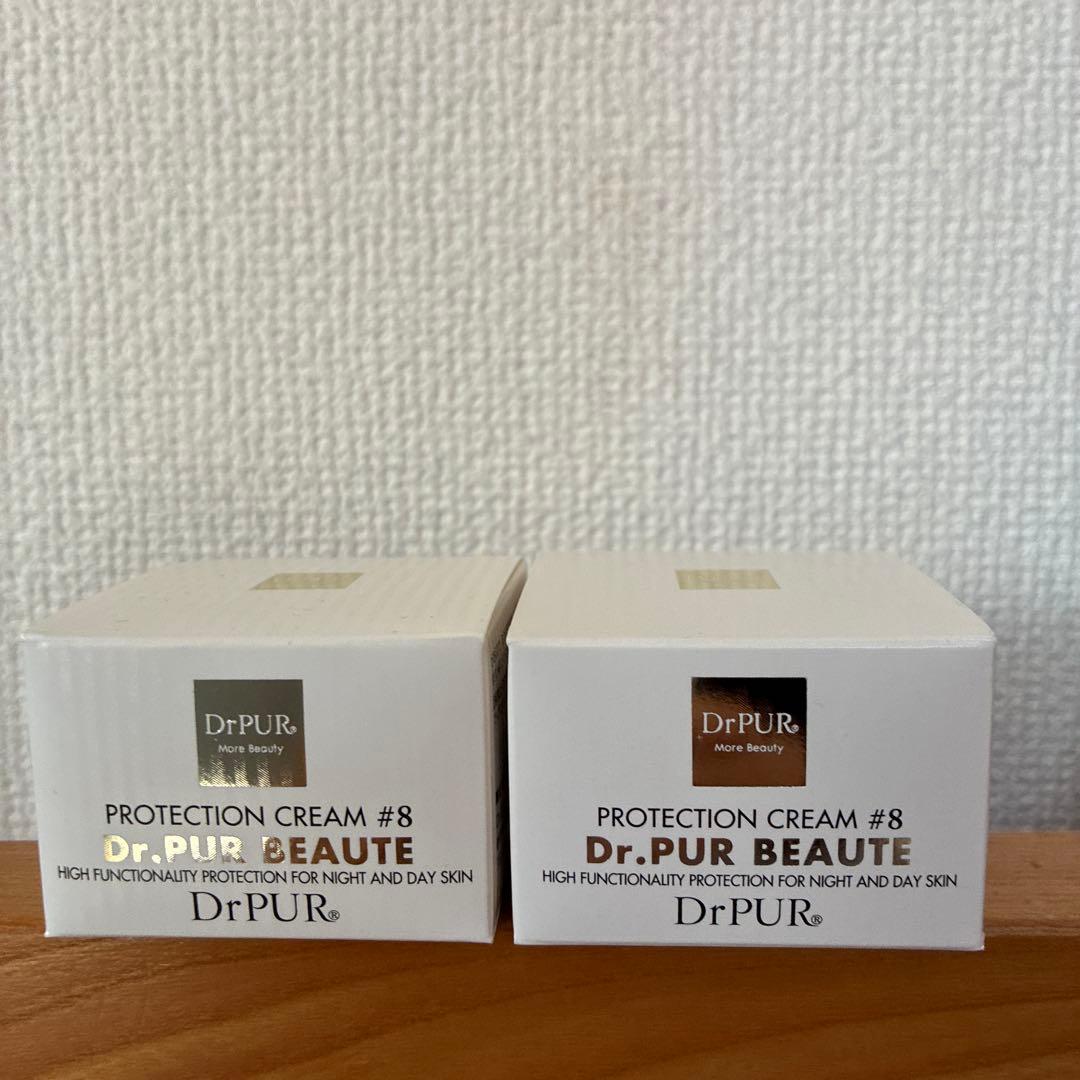 DrPUR®
More Beauty
PROTECTION CREAM #8
Dr.PUR BEAUTE
HIGH FUNCTIONALITY PROTECTION FOR NIGHT AND DAY SKIN
DrPUR®
DrPUR®
More Beauty
PROTECTION CREAM #8
Dr.PUR BEAUTE
HIGH FUNCTIONALITY PROTECTION FOR NIGHT AND DAY SKIN
DrPUR®